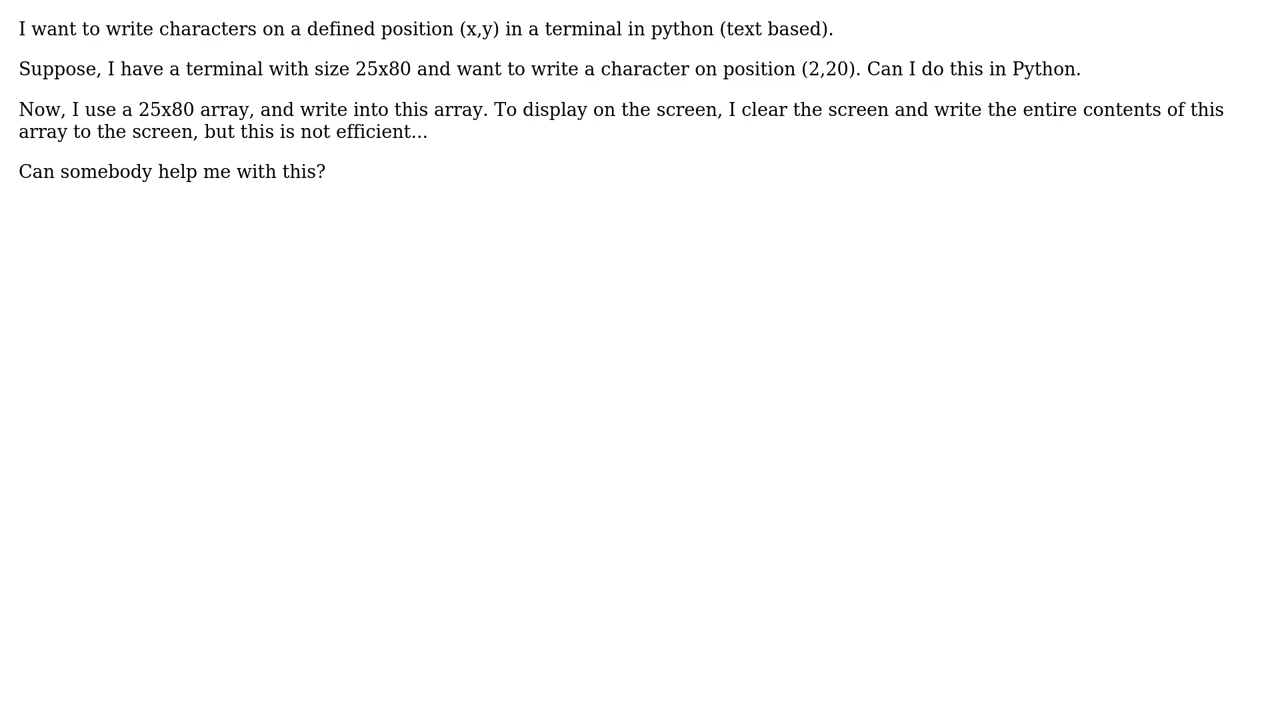 I want to write characters on a defined position (x,y) in a terminal in python (text based).
Suppose, I have a terminal with size 25x80 and want to write a character on position (2,20). Can I do this in Python.
Now, I use a 25x80 array, and write into this array. To display on the screen, I clear the screen and write the entire contents of this
array to the screen, but this is not efficient...
Can somebody help me with this?